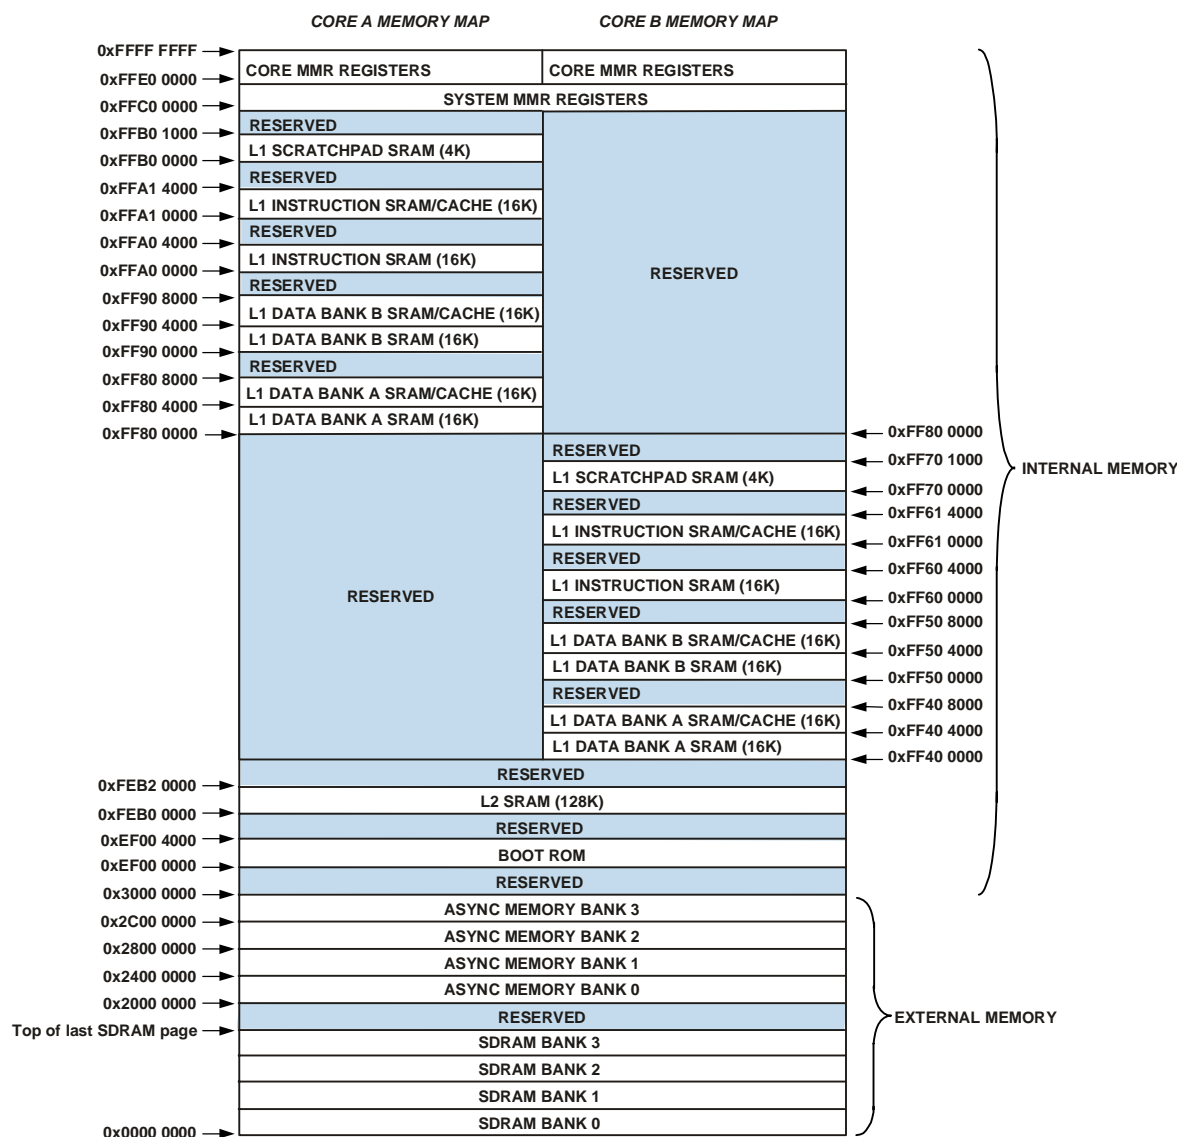 CORE A MEMORY MAP
CORE B MEMORY MAP
0xFFFF FFFF
CORE MMR REGISTERS
CORE MMR REGISTERS
0xFFE0 0000
SYSTEM MMR REGISTERS
0xFFC0 0000
RESERVED
0xFFB0 1000
L1 SCRATCHPAD SRAM (4K)
0xFFB0 0000
RESERVED
0xFFA1 4000
L1 INSTRUCTION SRAM/CACHE (16K)
0xFFA1 0000
RESERVED
0xFFA0 4000
L1 INSTRUCTION SRAM (16K)
RESERVED
0xFFA0 0000
RESERVED
0xFF90 8000
L1 DATA BANK B SRAM/CACHE (16K)
0xFF90 4000
L1 DATA BANK B SRAM (16K)
0xFF90 0000
RESERVED
0xFF80 8000
L1 DATA BANK A SRAM/CACHE (16K)
0xFF80 4000
L1 DATA BANK A SRAM (16K)
0xFF80 0000
0xFF80 0000
RESERVED
0xFF70 1000
INTERNAL MEMORY
L1 SCRATCHPAD SRAM (4K)
0xFF70 0000
RESERVED
0xFF61 4000
L1 INSTRUCTION SRAM/CACHE (16K)
0xFF61 0000
RESERVED
0xFF60 4000
L1 INSTRUCTION SRAM (16K)
RESERVED
0xFF60 0000
RESERVED
0xFF50 8000
L1 DATA BANK B SRAM/CACHE (16K)
0xFF50 4000
L1 DATA BANK B SRAM (16K)
0xFF50 0000
RESERVED
0xFF40 8000
L1 DATA BANK A SRAM/CACHE (16K)
0xFF40 4000
L1 DATA BANK A SRAM (16K)
0xFF40 0000
RESERVED
0xFEB2 0000
L2 SRAM (128K)
0xFEB0 0000
RESERVED
0xEF00 4000
BOOT ROM
0xEF00 0000
RESERVED
0x3000 0000
ASYNC MEMORY BANK 3
0x2C00 0000
ASYNC MEMORY BANK 2
0x2800 0000
ASYNC MEMORY BANK 1
0x2400 0000
ASYNC MEMORY BANK 0
0x2000 0000
RESERVED
EXTERNAL MEMORY
Top of last SDRAM page
SDRAM BANK 3
SDRAM BANK 2
SDRAM BANK 1
SDRAM BANK 0
0x0000 0000